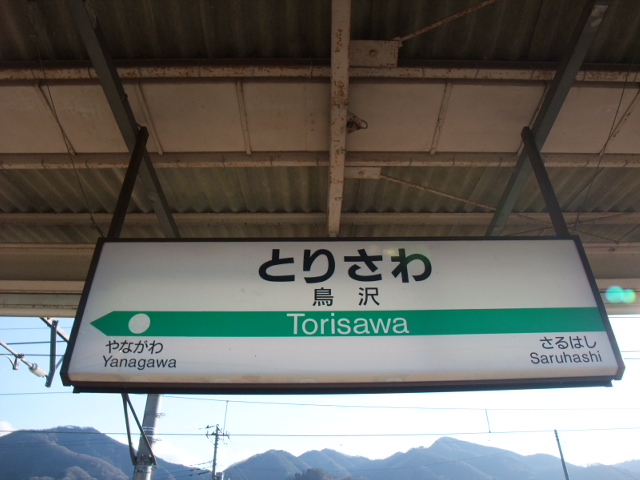 とりさわ
鳥沢
Torisawa
やながわ
Yanagawa
さるはし
Saruhashi